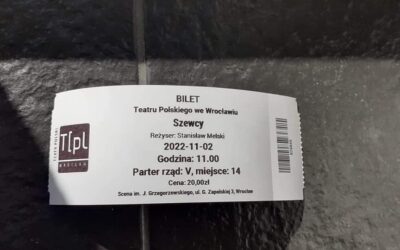 BILET
Teatru Polskiego we Wrocławiu
Szewcy
Reżyser: Stanisław Melski
2022-11-02
Godzina: 11.00
Parter rząd: V, miejsce: 14
Cena: 20,00zł
Scena im. J. Grzegorzewskiego, ul. G. Zapolskiej 3, Wrocław
T[pl